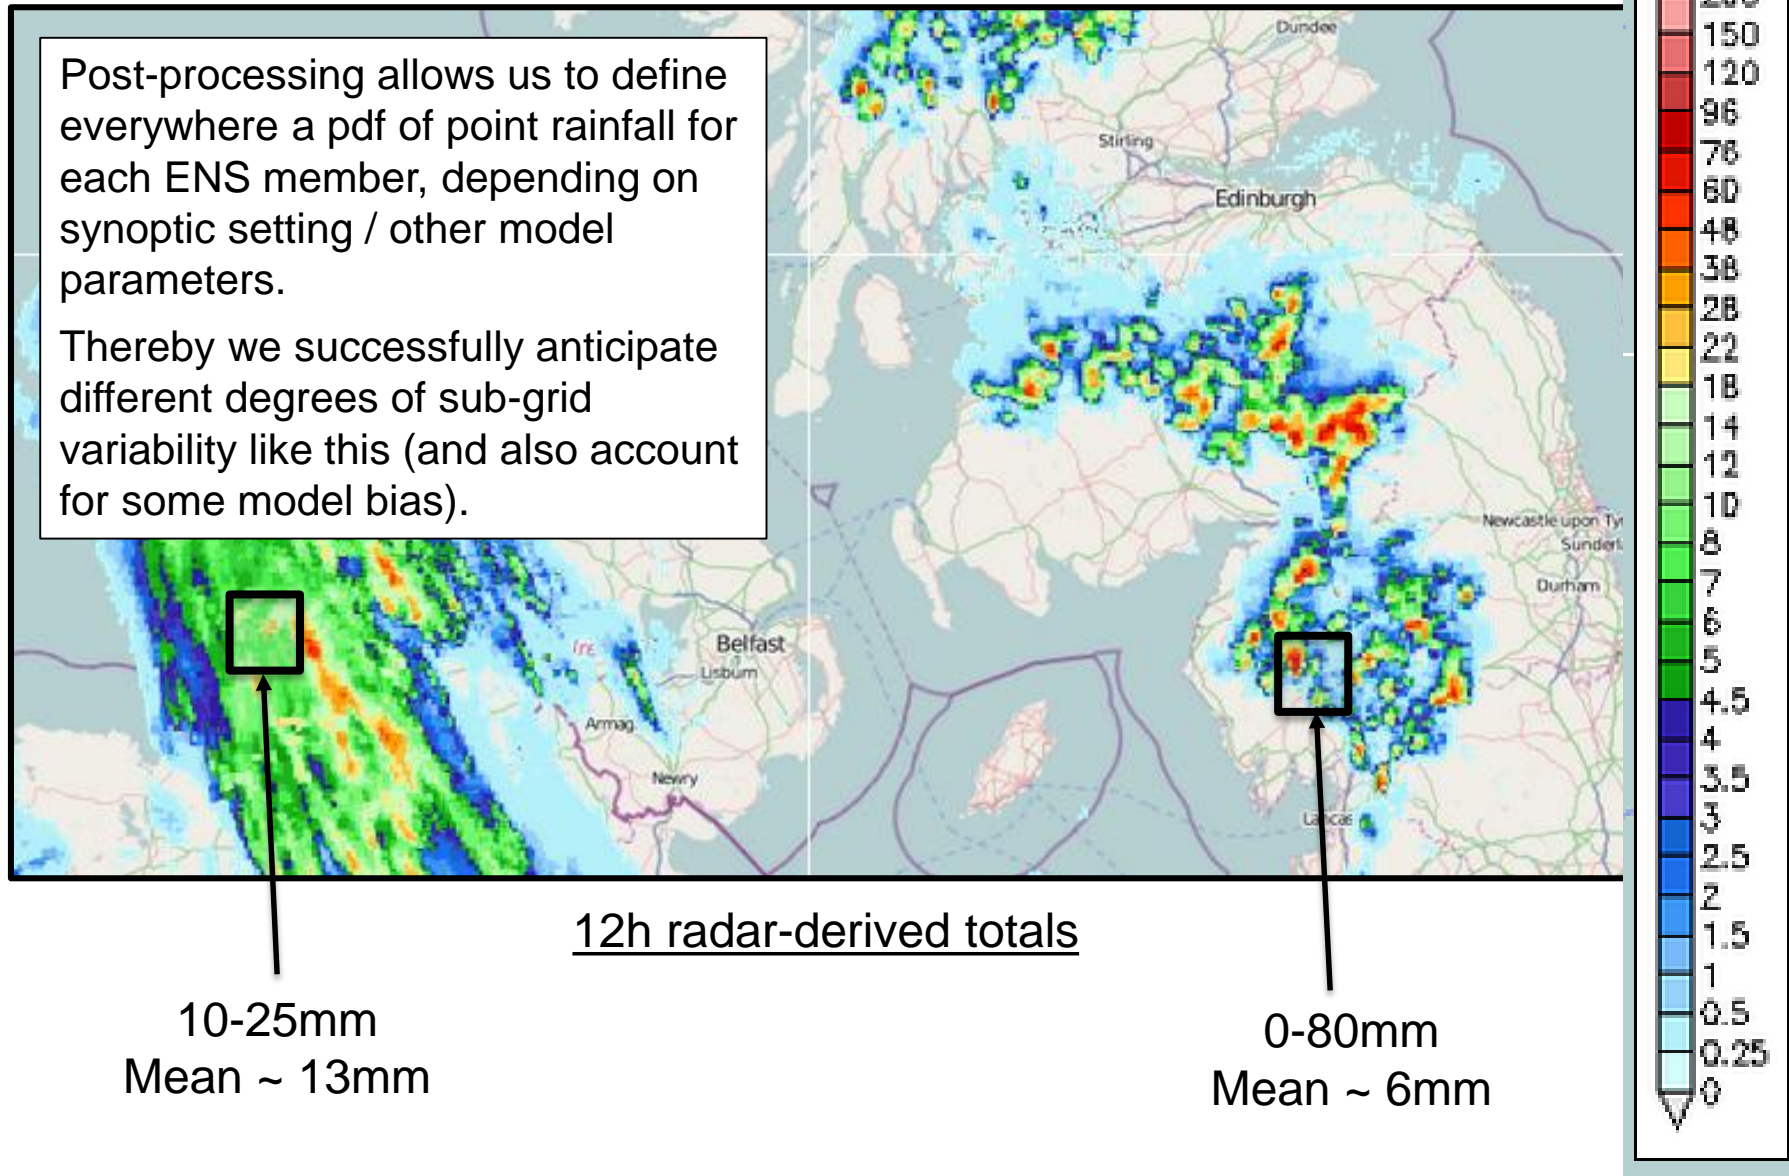 Post-processing allows us to define
everywhere a pdf of point rainfall for
each ENS member, depending on
synoptic setting / other model
parameters.
Thereby we successfully anticipate
different degrees of sub-grid
variability like this (and also account
for some model bias).
Dundee
Stirling
Edinburgh
Newcastle upon Ty
Sunderl
Durham
Belfast
Lisburn
Armag
Newry
Lancas
12h radar-derived totals
10-25mm
Mean ~ 13mm
0-80mm
Mean ~ 6mm
150
120
96
76
60
48
38
28
22
18
14
12
10
8
7
6
5
4.5
4
3.5
3
2.5
2
1.5
1
0.5
0.25
0